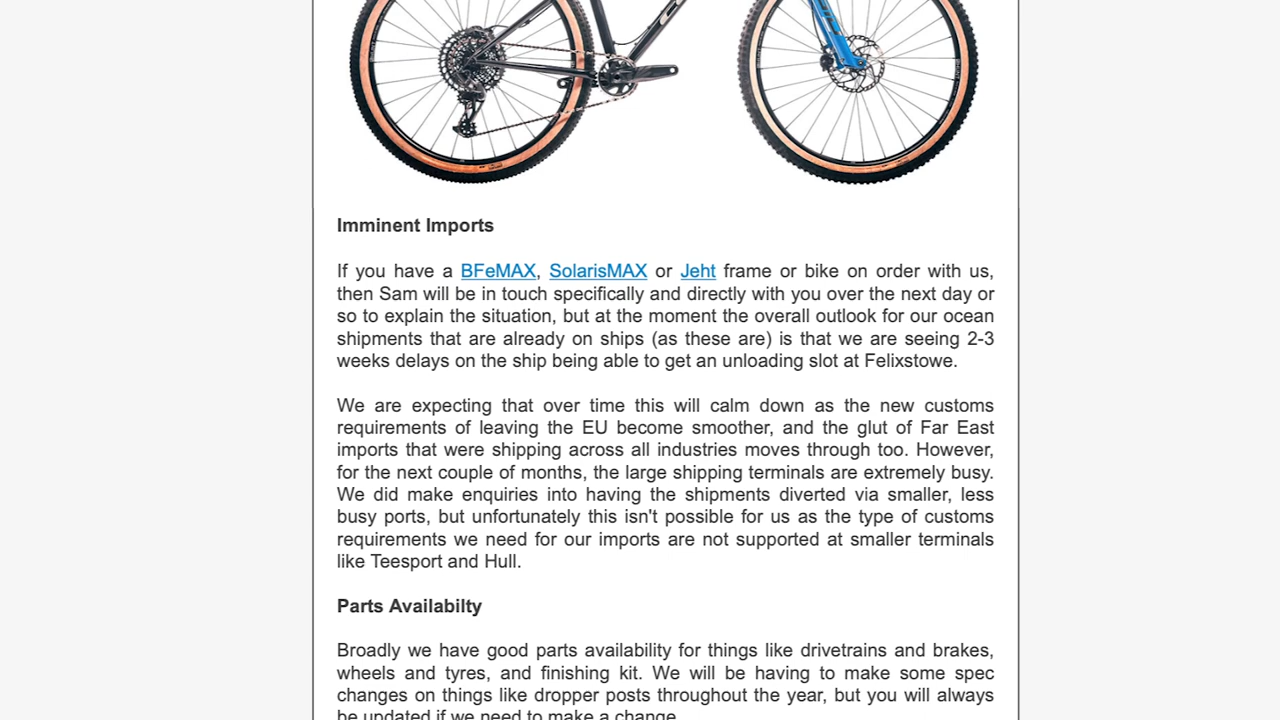 Imminent Imports
If you have a BFeMAX, SolarisMAX or Jeht frame or bike on order with us,
then Sam will be in touch specifically and directly with you over the next day or
so to explain the situation, but at the moment the overall outlook for our ocean
shipments that are already on ships (as these are) is that we are seeing 2-3
weeks delays on the ship being able to get an unloading slot at Felixstowe.
We are expecting that over time this will calm down as the new customs
requirements of leaving the EU become smoother, and the glut of Far East
imports that were shipping across all industries moves through too. However,
for the next couple of months, the large shipping terminals are extremely busy.
We did make enquiries into having the shipments diverted via smaller, less
busy ports, but unfortunately this isn't possible for us as the type of customs
requirements we need for our imports are not supported at smaller terminals
like Teesport and Hull.
Parts Availabilty
Broadly we have good parts availability for things like drivetrains and brakes,
wheels and tyres, and finishing kit. We will be having to make some spec
changes on things like dropper posts throughout the year, but you will always
be updated if we need to make a change.